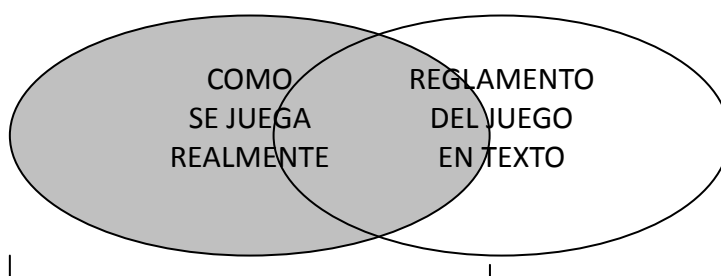 COMO
SE JUEGA
REALMENTE
REGLAMENTO
DEL JUEGO
EN TEXTO